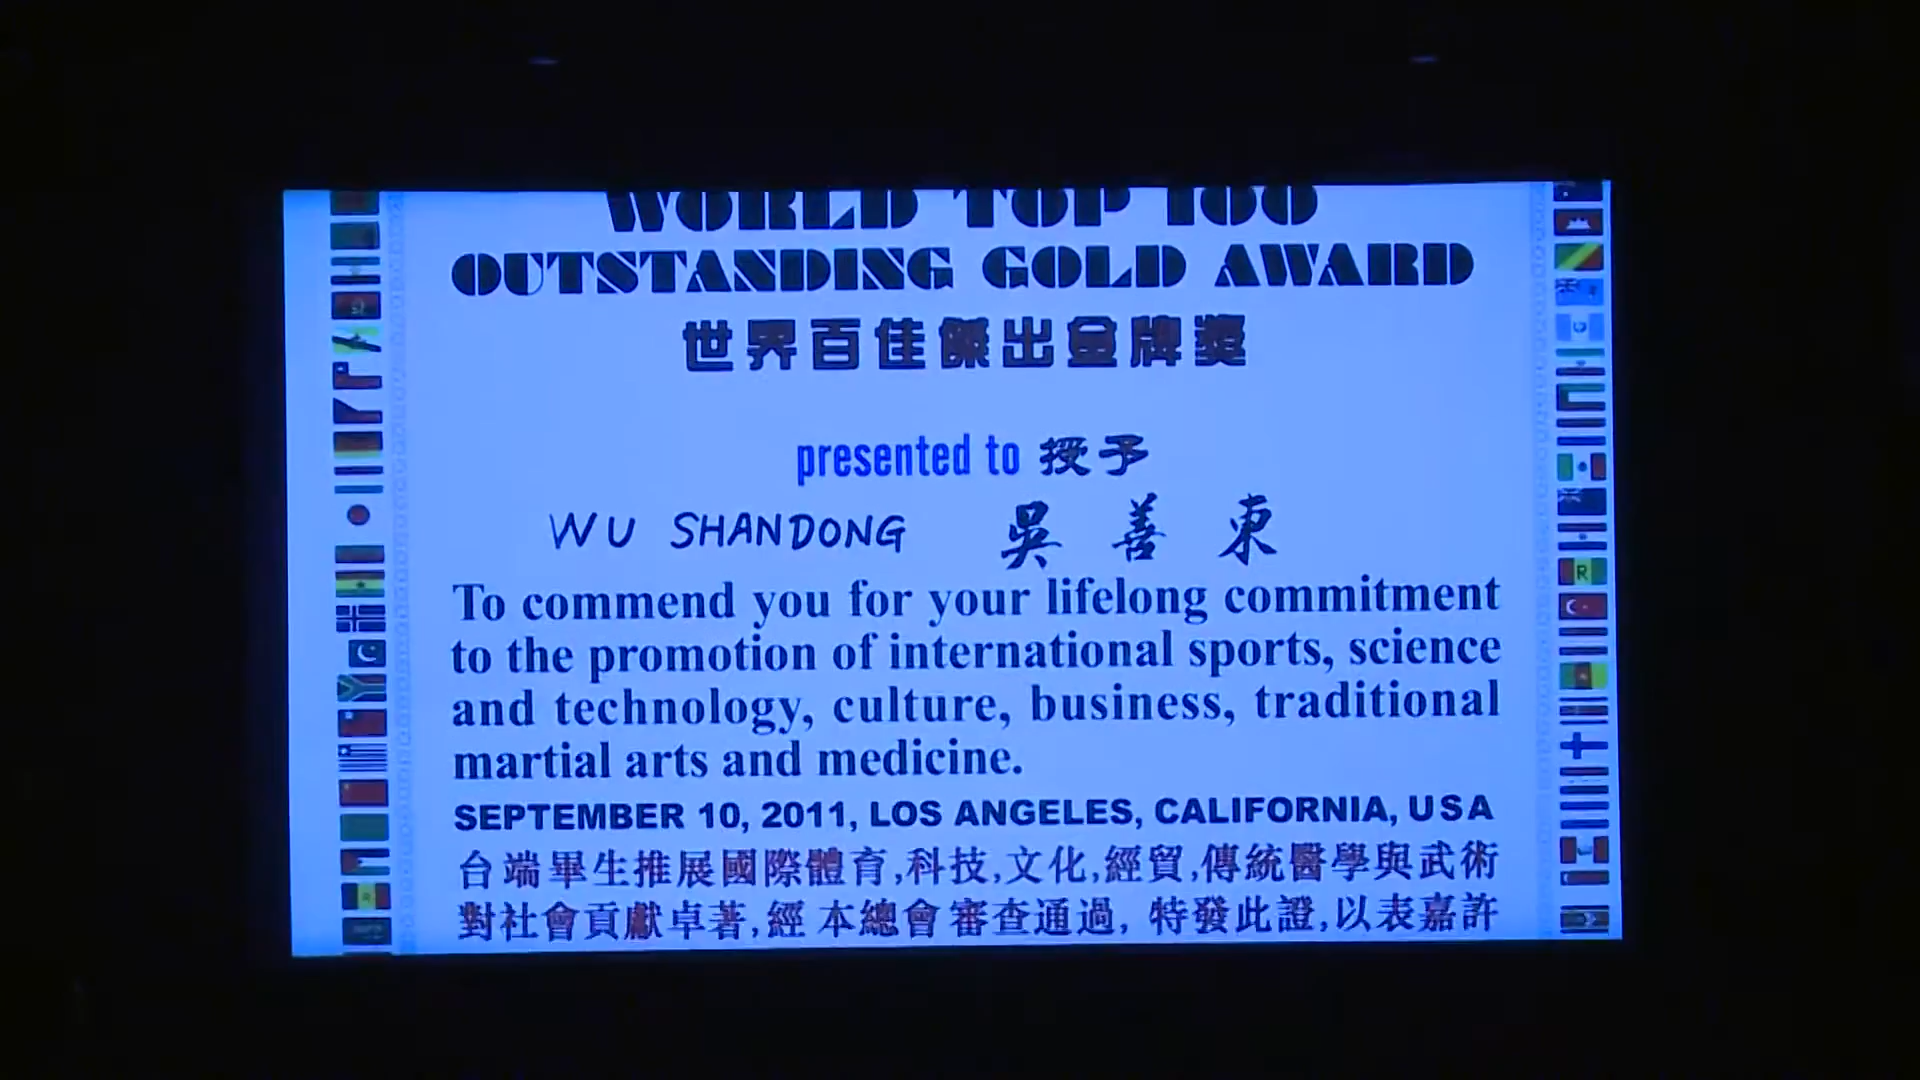 WORLD TOP 100
OUTSTANDING GOLD AWARD
世界百佳傑出金牌獎
presented to 授予
WU SHANDONG 吳善東
To commend you for your lifelong commitment
to the promotion of international sports, science
and technology, culture, business, traditional
martial arts and medicine.
SEPTEMBER 10, 2011, LOS ANGELES, CALIFORNIA, USA
台端畢生推展國際體育,科技,文化,經貿,傳統醫學與武術
對社會貢獻卓著,經本總會審查通過,特發此證,以表嘉許